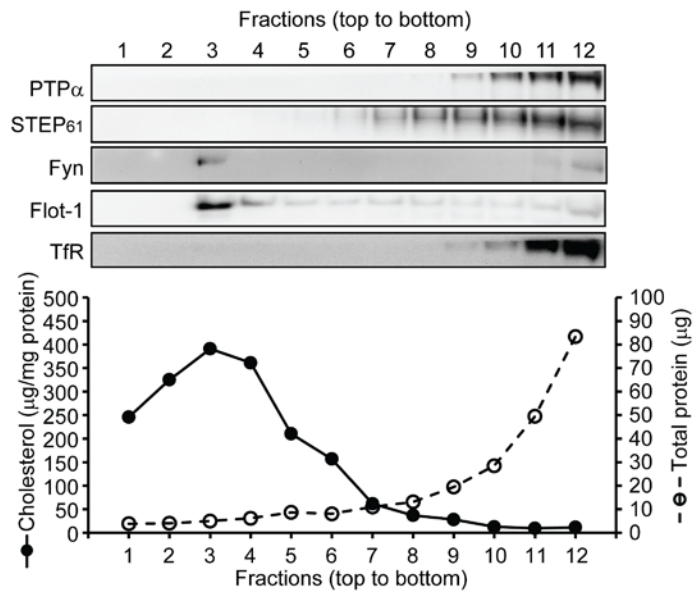 Fractions (top to bottom)
1 2 3 4 5 6 7 8 9 10 11 12
PTPα
STEP61
Fyn
Flot-1
TfR
Cholesterol (µg/mg protein)
500
450
400
350
300
250
200
150
100
50
0
100
90
80
70
60
50
40
30
20
10
0
Total protein (µg)
1 2 3 4 5 6 7 8 9 10 11 12
Fractions (top to bottom)